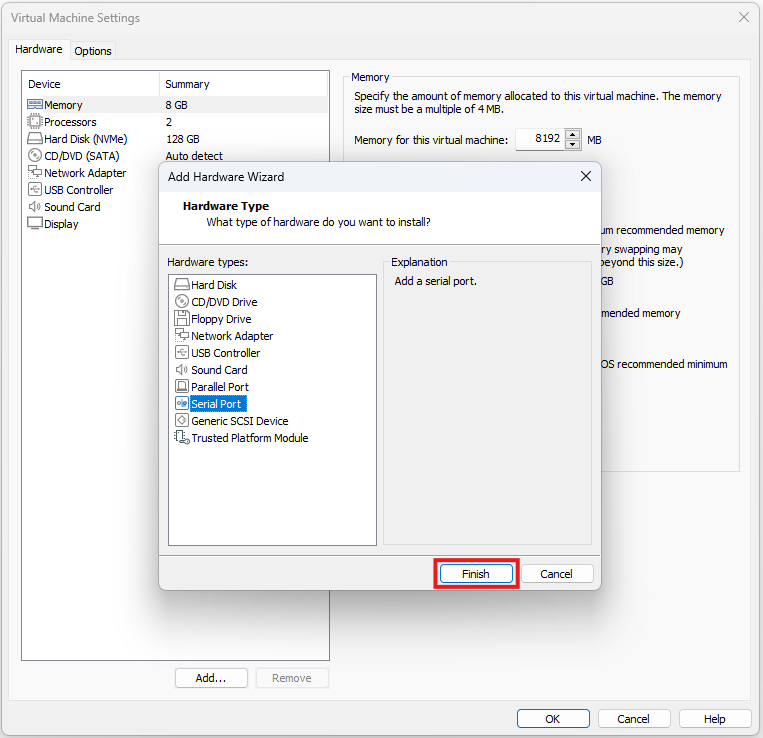 Virtual Machine Settings
Hardware
Options
Device
Summary
Memory
8 GB
Processors
2
Hard Disk (NVMe)
128 GB
CD/DVD (SATA)
Auto detect
Network Adapter
USB Controller
Sound Card
Display
Memory
Specify the amount of memory allocated to this virtual machine. The memory
size must be a multiple of 4 MB.
Memory for this virtual machine:
8192
MB
um recommended memory
ry swapping may
beyond this size.)
GB
mended memory
OS recommended minimum
Add Hardware Wizard
Hardware Type
What type of hardware do you want to install?
Hardware types:
Hard Disk
CD/DVD Drive
Floppy Drive
Network Adapter
USB Controller
Sound Card
Parallel Port
Serial Port
Generic SCSI Device
Trusted Platform Module
Explanation
Add a serial port.
Finish
Cancel
Add...
Remove
OK
Cancel
Help